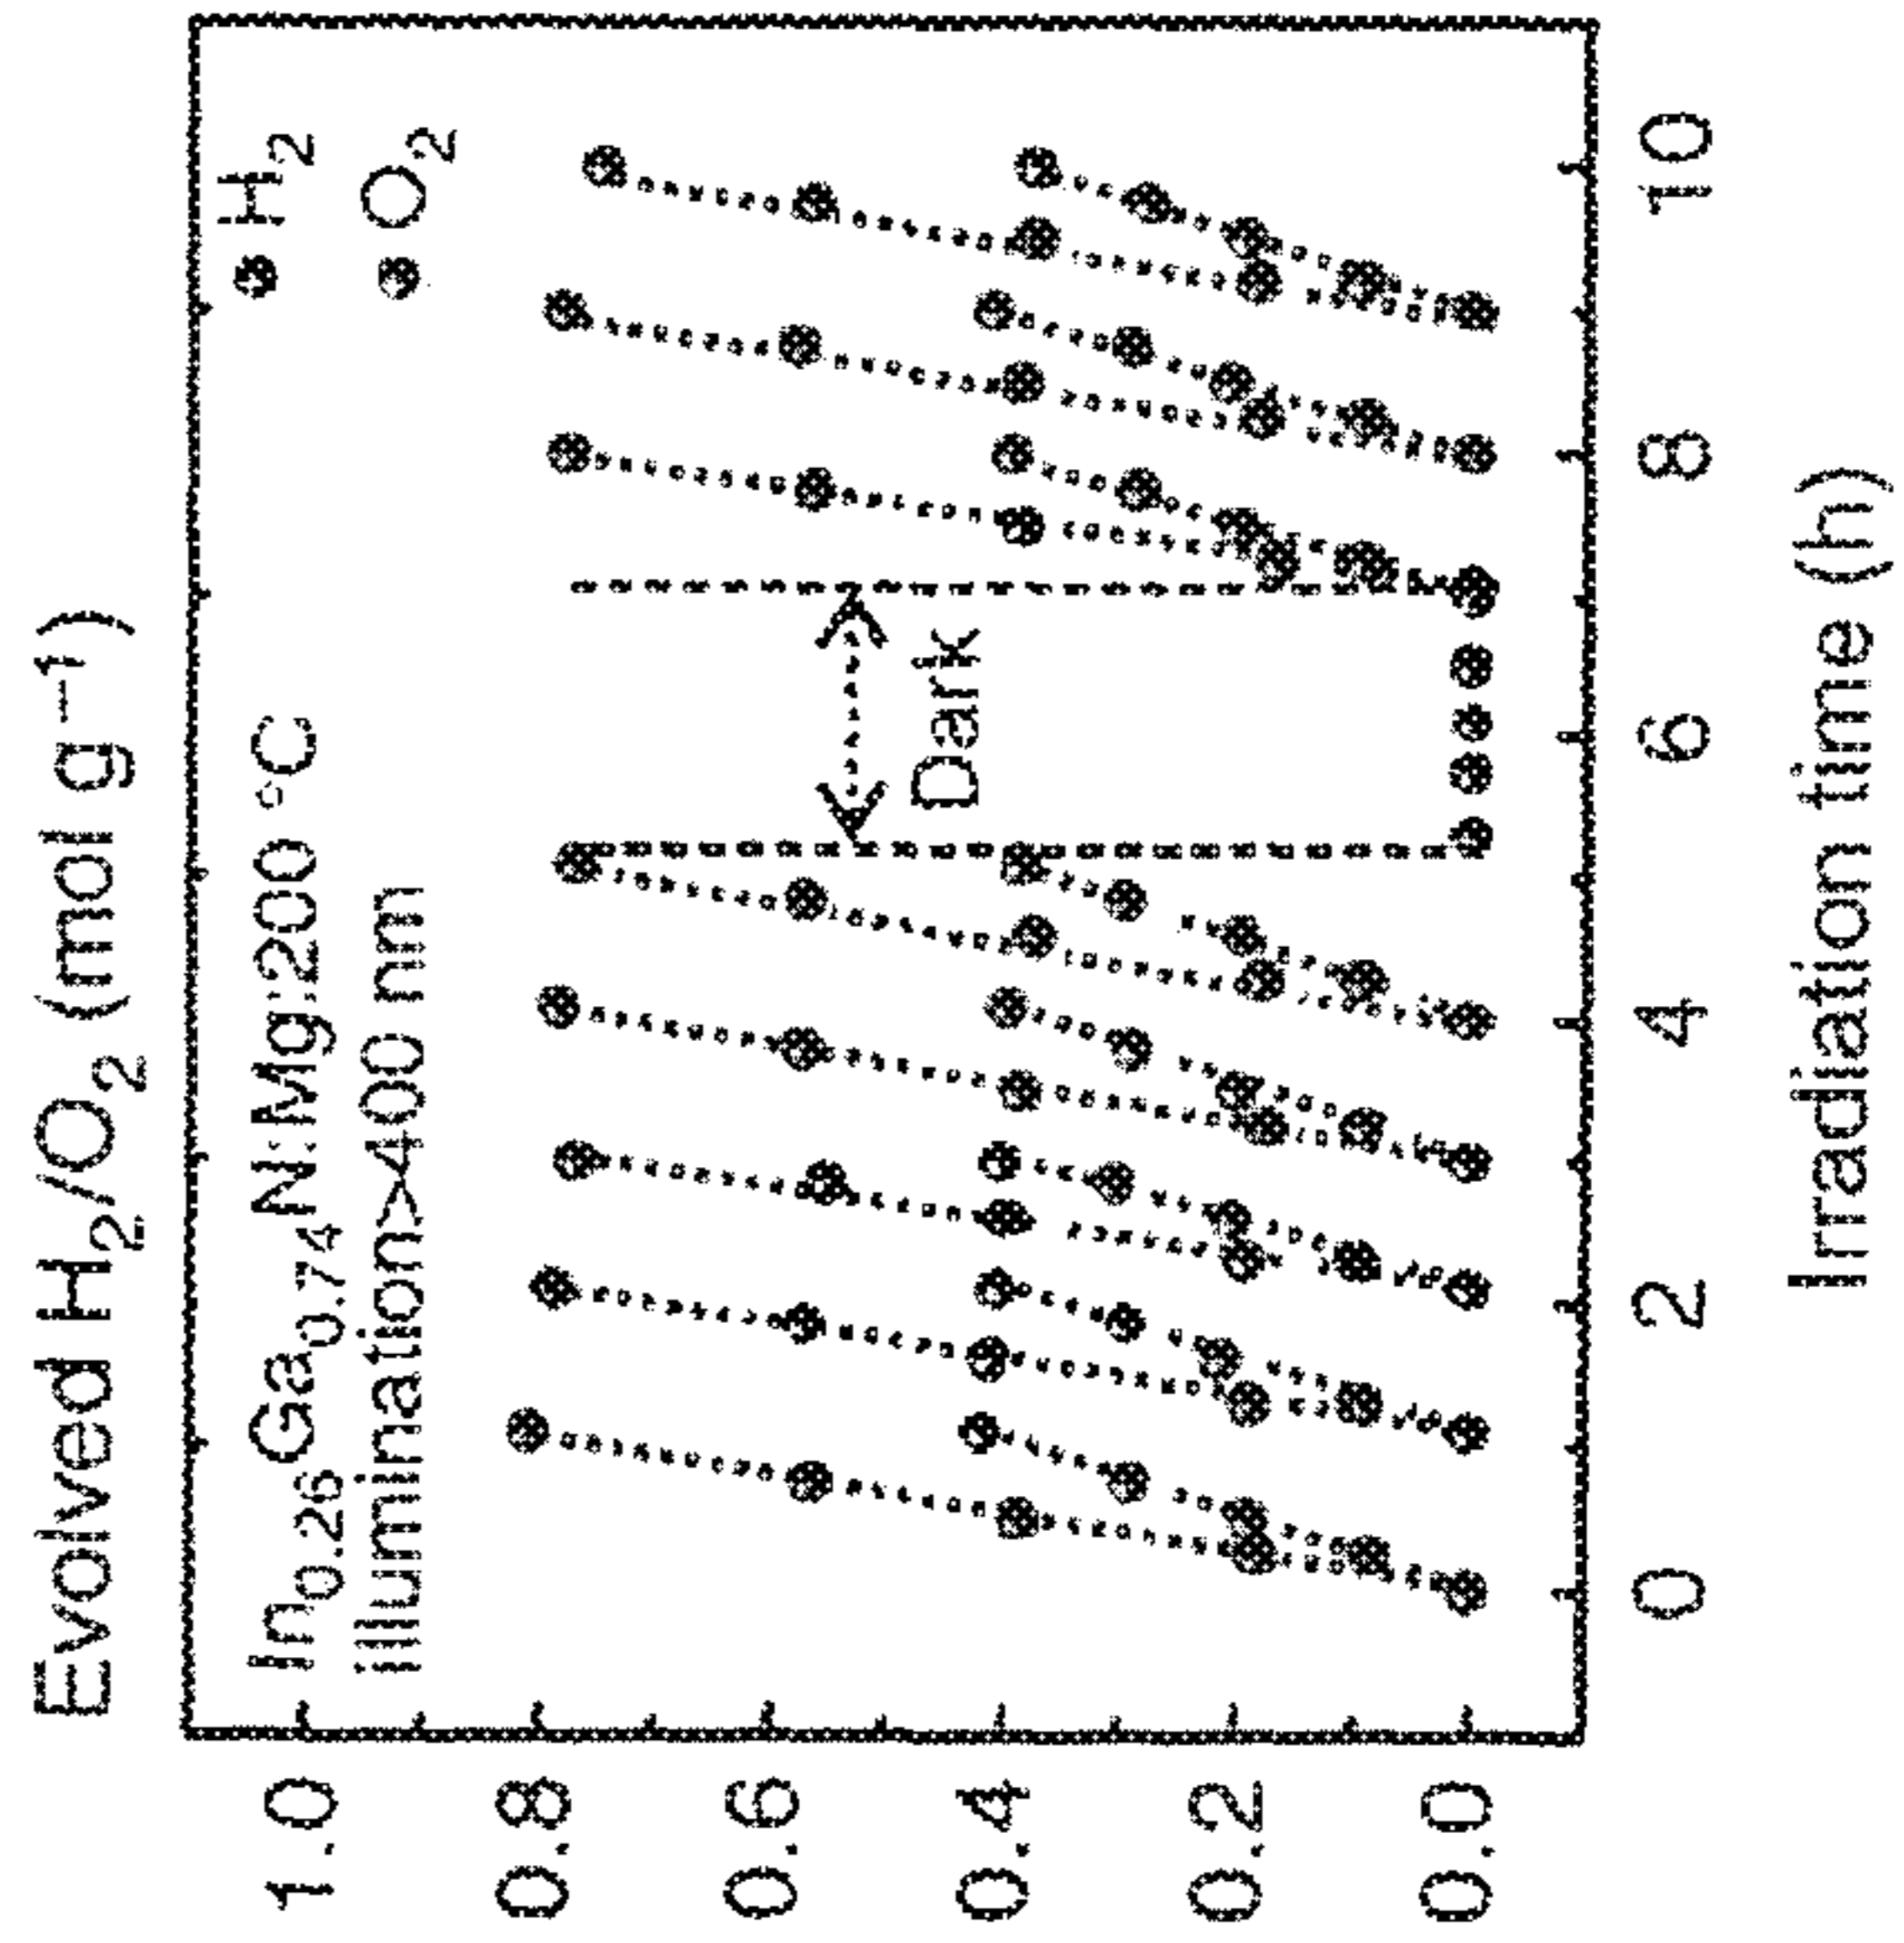 Evolved H₂/O₂ (mol g⁻¹)
1.0
0.8
0.6
0.4
0.2
0.0
In₀.₂₆Ga₀.₇₄N:Mg:200 °C
illumination>400 nm
H₂
O₂
Dark
0
2
4
6
8
10
Irradiation time (h)